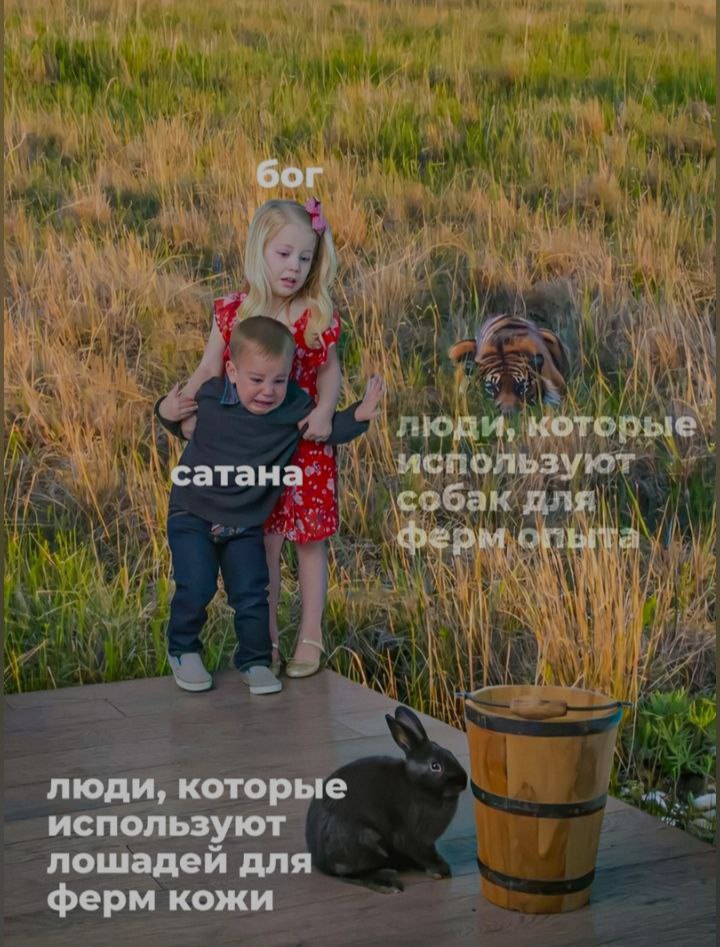 бог
сатана
люди, которые
используют
собак для
ферм опыта
люди, которые
используют
лошадей для
ферм кожи